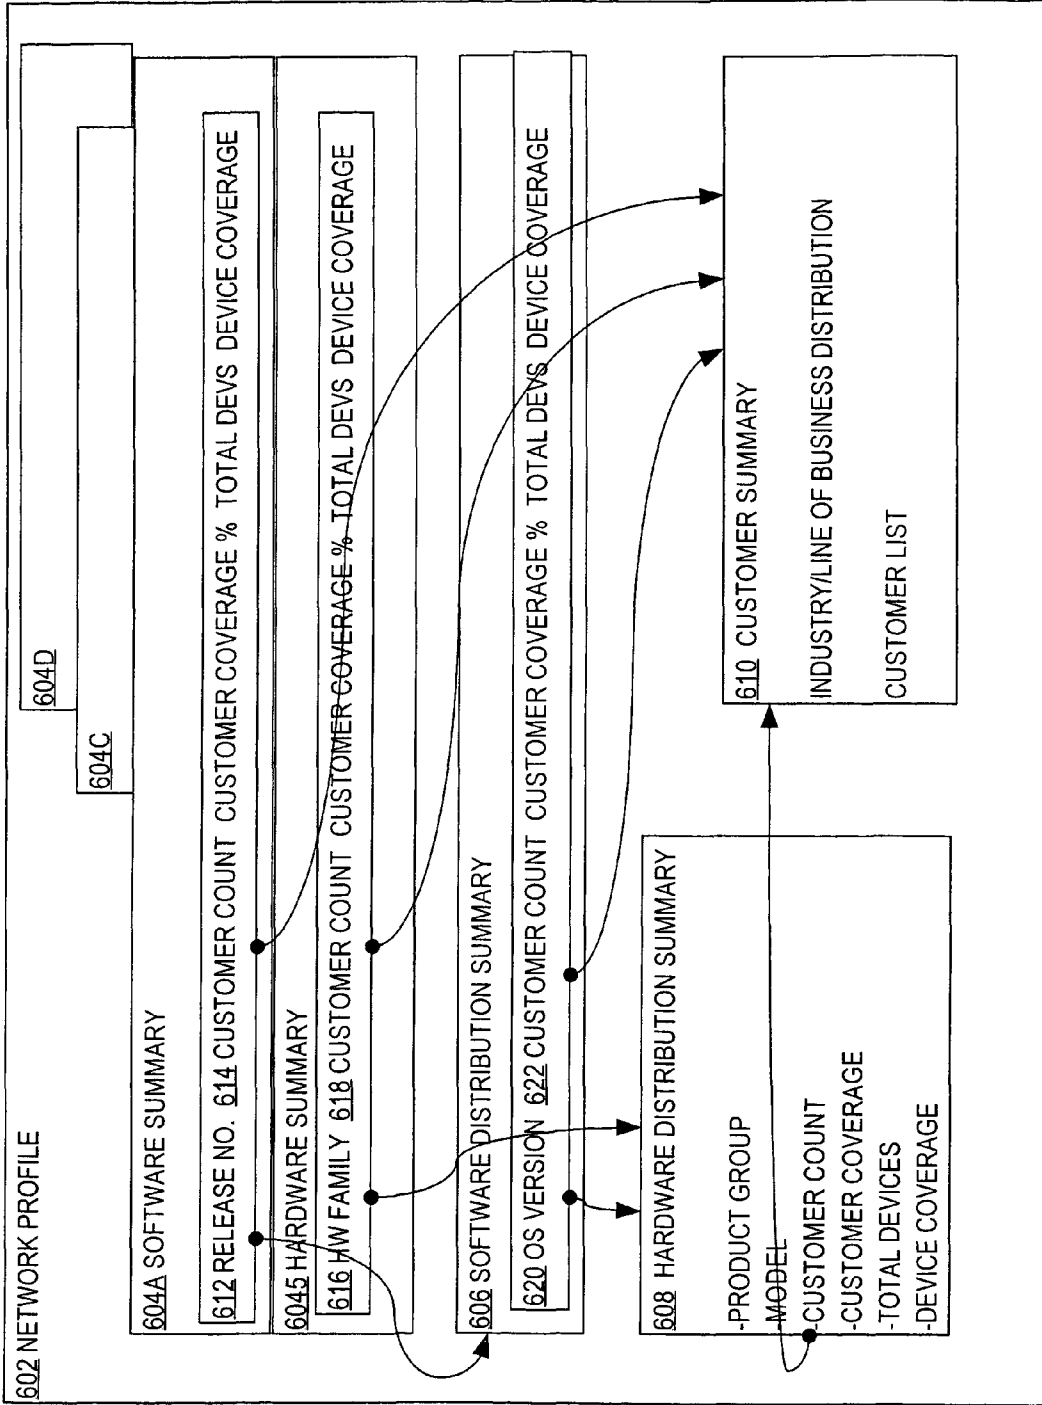 602 NETWORK PROFILE
604D
604C
604A SOFTWARE SUMMARY
612 RELEASE NO. 614 CUSTOMER COUNT CUSTOMER COVERAGE % TOTAL DEVS DEVICE COVERAGE
6045 HARDWARE SUMMARY
616 HW FAMILY 618 CUSTOMER COUNT CUSTOMER COVERAGE % TOTAL DEVS DEVICE COVERAGE
606 SOFTWARE DISTRIBUTION SUMMARY
620 OS VERSION 622 CUSTOMER COUNT CUSTOMER COVERAGE % TOTAL DEVS DEVICE COVERAGE
608 HARDWARE DISTRIBUTION SUMMARY
-PRODUCT GROUP
-MODEL
-CUSTOMER COUNT
-CUSTOMER COVERAGE
-TOTAL DEVICES
-DEVICE COVERAGE
610 CUSTOMER SUMMARY
INDUSTRY/LINE OF BUSINESS DISTRIBUTION
CUSTOMER LIST